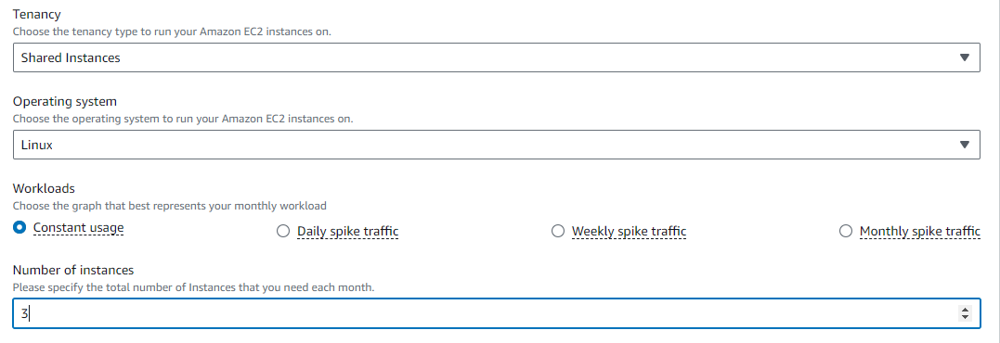 Tenancy
Choose the tenancy type to run your Amazon EC2 instances on.
Shared Instances
Operating system
Choose the operating system to run your Amazon EC2 instances on.
Linux
Workloads
Choose the graph that best represents your monthly workload
Constant usage Daily spike traffic Weekly spike traffic Monthly spike traffic
Number of instances
Please specify the total number of Instances that you need each month.
3